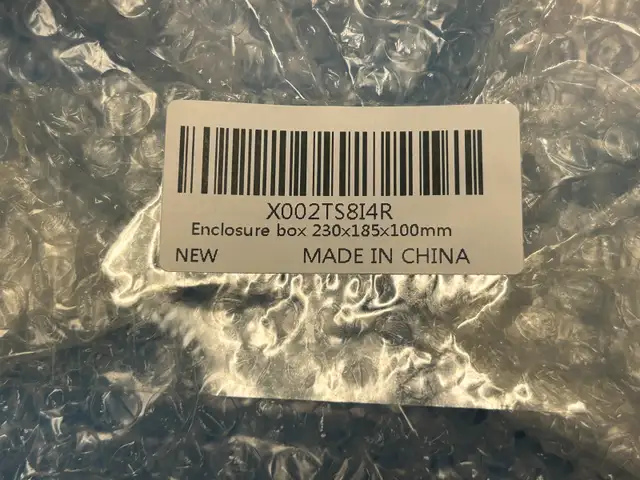 X002TS8I4R
Enclosure box 230x185x100mm
NEW MADE IN CHINA